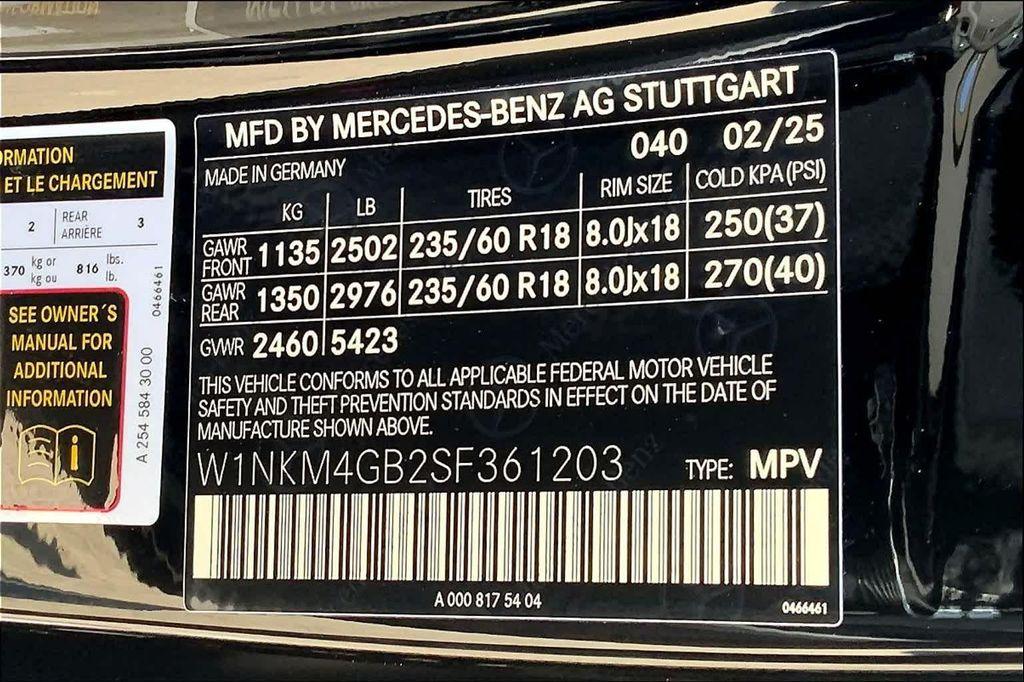 ORMATION
ET LE CHARGEMENT
2 REAR ARRIÈRE 3
370 kg or kg ou 816 lbs. lb.
SEE OWNER´S
MANUAL FOR
ADDITIONAL
INFORMATION
i
A 254 584 30 00
0466461
MFD BY MERCEDES-BENZ AG STUTTGART
040 02/25
MADE IN GERMANY
KG LB TIRES RIM SIZE COLD KPA (PSI)
GAWR FRONT 1135 2502 235/60 R18 8.0Jx18 250(37)
GAWR REAR 1350 2976 235/60 R18 8.0Jx18 270(40)
GVWR 2460 5423
THIS VEHICLE CONFORMS TO ALL APPLICABLE FEDERAL MOTOR VEHICLE
SAFETY AND THEFT PREVENTION STANDARDS IN EFFECT ON THE DATE OF
MANUFACTURE SHOWN ABOVE.
W1NKM4GB2SF361203 TYPE: MPV
A 000 817 54 04
0466461